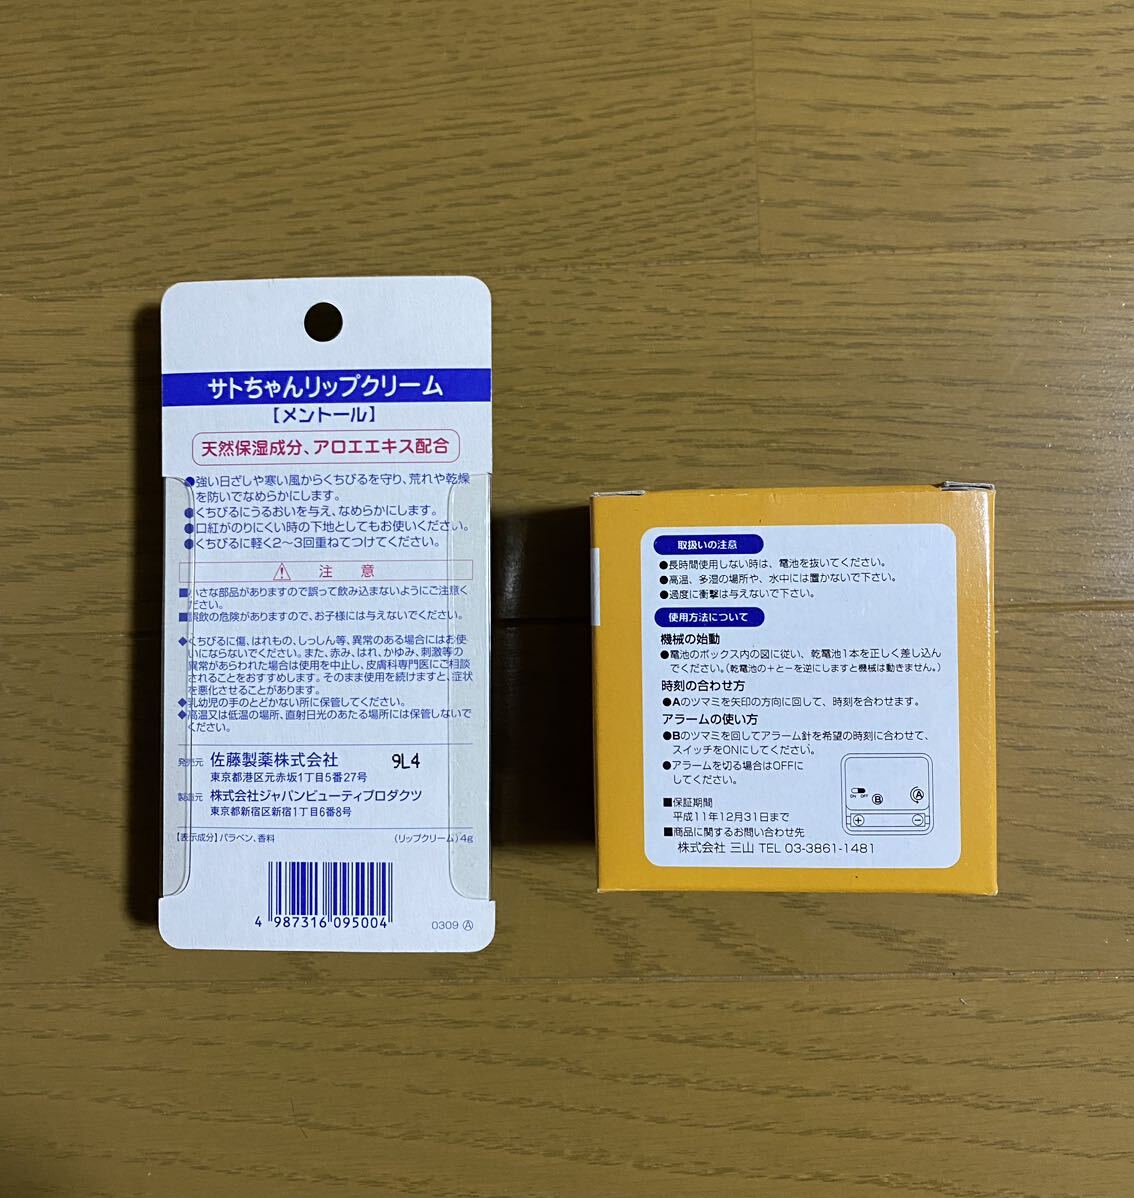 サトちゃんリップクリーム
【メントール】
天然保湿成分、アロエエキス配合
●強い日ざしや寒い風からくちびるを守り、荒れや乾燥
を防いでなめらかにします。
●くちびるにうるおいを与え、なめらかにします。
●口紅がのりにくい時の下地としてもお使いください。
●くちびるに軽く2〜3回重ねてつけてください。
注 意
■小さな部品がありますので誤って飲み込まないようにご注意く
ださい。
■誤飲の危険がありますので、お子様には与えないでください。
◆くちびるに傷、はれもの、しっしん等、異常のある場合にはお使
いにならないでください。また、赤み、はれ、かゆみ、刺激等の
異常があらわれた場合は使用を中止し、皮膚科専門医にご相談
されることをおすすめします。そのまま使用を続けますと、症状
を悪化させることがあります。
◆乳幼児の手のとどかない所に保管してください。
◆高温又は低温の場所、直射日光のあたる場所には保管しないで
ください。
発売元 佐藤製薬株式会社 9L4
東京都港区元赤坂1丁目5番27号
製造元 株式会社ジャパンビューティプロダクツ
東京都新宿区新宿1丁目6番8号
【表示成分】パラベン、香料 (リップクリーム)4g
4 987316 095004
0309 Ⓐ
取扱いの注意
●長時間使用しない時は、電池を抜いてください。
●高温、多湿の場所や、水中には置かないで下さい。
●過度に衝撃は与えないで下さい。
使用方法について
機械の始動
●電池のボックス内の図に従い、乾電池1本を正しく差し込ん
でください。(乾電池の＋とーを逆にしますと機械は動きません。)
時刻の合わせ方
●Aのツマミを矢印の方向に回して、時刻を合わせます。
アラームの使い方
●Bのツマミを回してアラーム針を希望の時刻に合わせて、
スイッチをONにしてください。
●アラームを切る場合はOFFに
してください。
ON OFF Ⓑ Ⓐ
＋ −
■保証期間
平成11年12月31日まで
■商品に関するお問い合わせ先
株式会社 三山 TEL 03-3861-1481